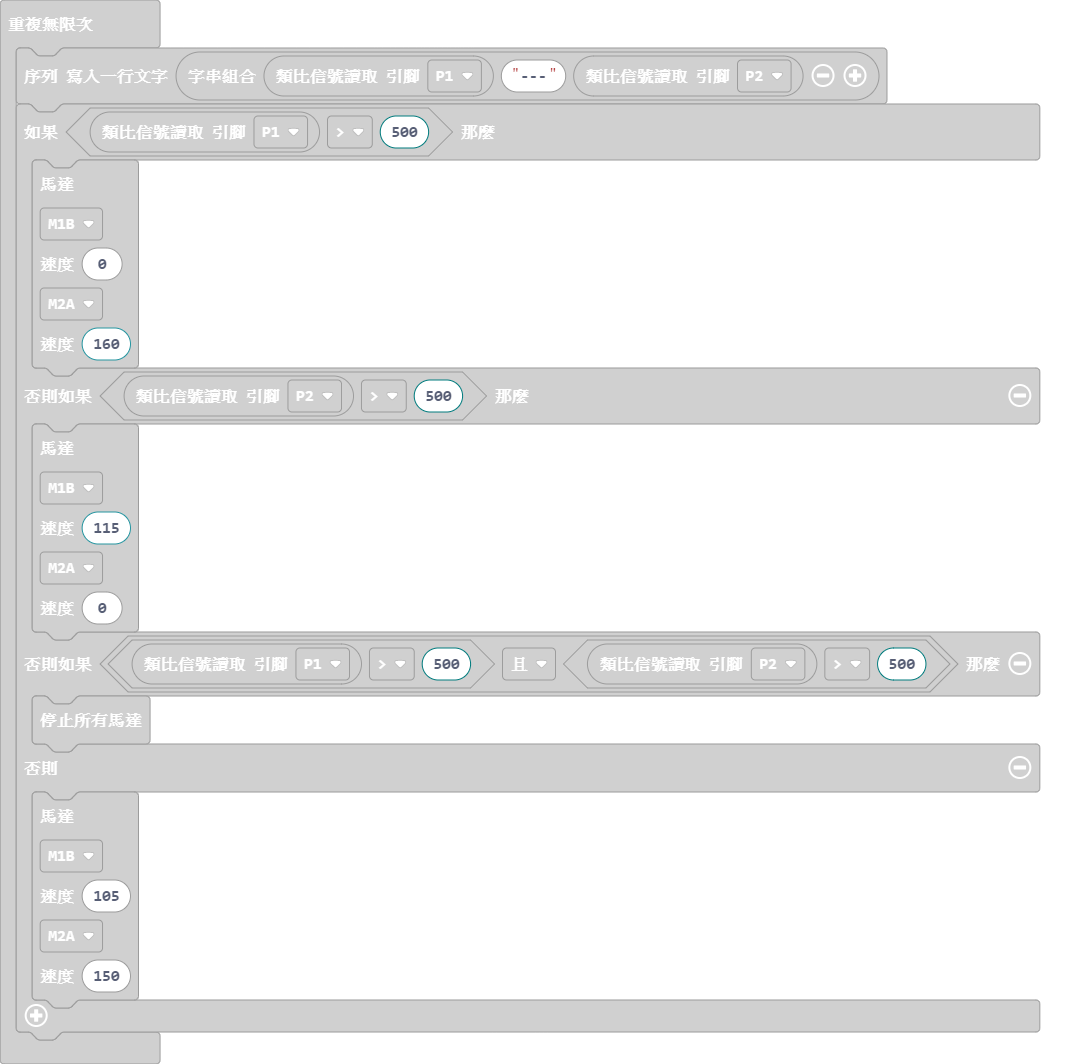 重複無限次
序列 寫入一行文字 字串組合 類比信號讀取 引腳 P1 "---" 類比信號讀取 引腳 P2
如果 類比信號讀取 引腳 P1 > 500 那麼
馬達
M1B
速度 0
M2A
速度 160
否則如果 類比信號讀取 引腳 P2 > 500 那麼
馬達
M1B
速度 115
M2A
速度 0
否則如果 類比信號讀取 引腳 P1 > 500 且 類比信號讀取 引腳 P2 > 500 那麼
停止所有馬達
否則
馬達
M1B
速度 105
M2A
速度 150